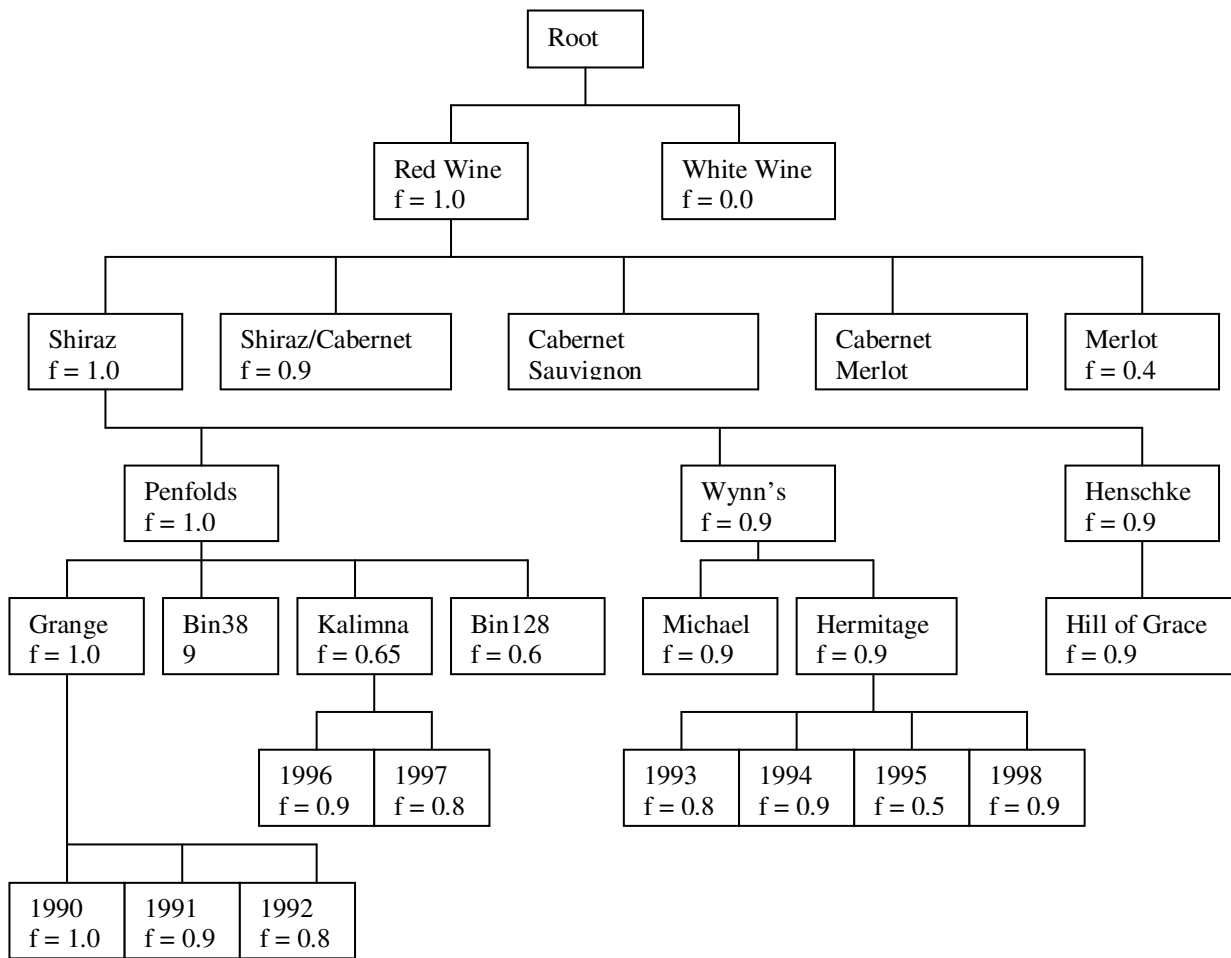 Root
Red Wine
f = 1.0
White Wine
f = 0.0
Shiraz
f = 1.0
Shiraz/Cabernet
f = 0.9
Cabernet
Sauvignon
Cabernet
Merlot
Merlot
f = 0.4
Penfolds
f = 1.0
Wynn's
f = 0.9
Henschke
f = 0.9
Grange
f = 1.0
Bin38
9
Kalimna
f = 0.65
Bin128
f = 0.6
Michael
f = 0.9
Hermitage
f = 0.9
Hill of Grace
f = 0.9
1996
f = 0.9
1997
f = 0.8
1993
f = 0.8
1994
f = 0.9
1995
f = 0.5
1998
f = 0.9
1990
f = 1.0
1991
f = 0.9
1992
f = 0.8